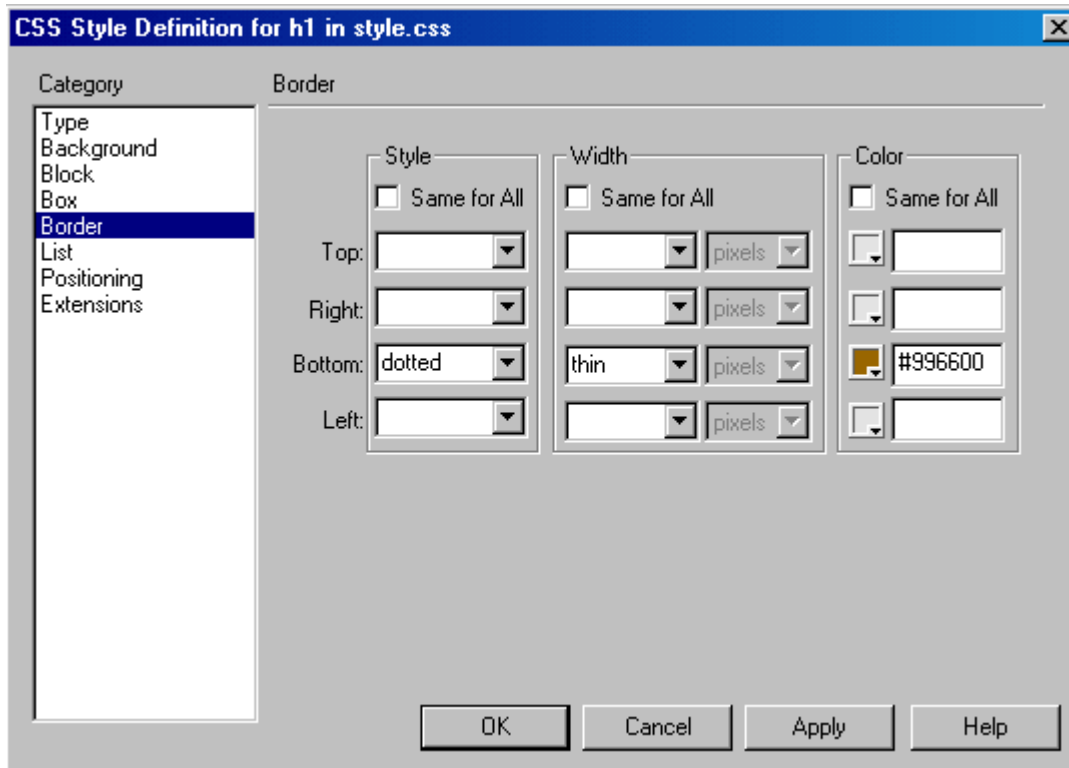 CSS Style Definition for h1 in style.css
Category
Border
Type
Background
Block
Box
Border
List
Positioning
Extensions
Style
Width
Color
Same for All
Same for All
Same for All
Top:
pixels
Right:
pixels
Bottom: dotted
thin
pixels
#996600
Left:
pixels
OK
Cancel
Apply
Help